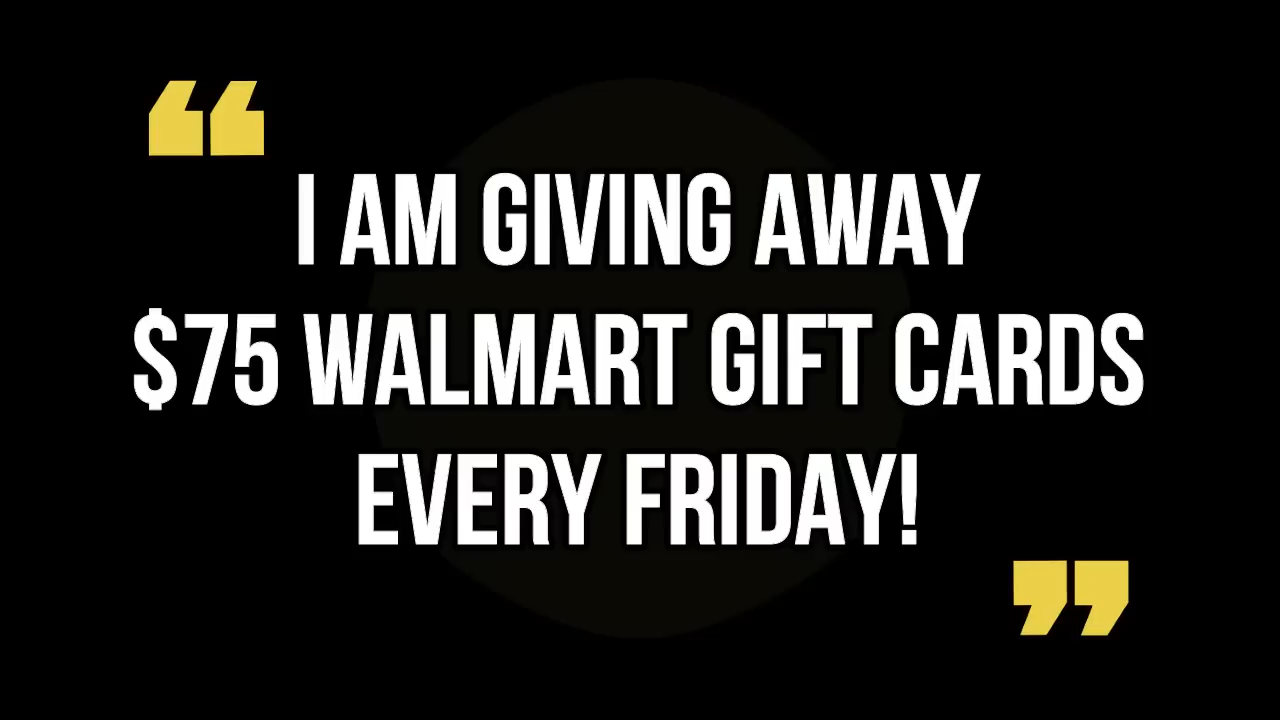 “
I AM GIVING AWAY
$75 WALMART GIFT CARDS
EVERY FRIDAY!
”